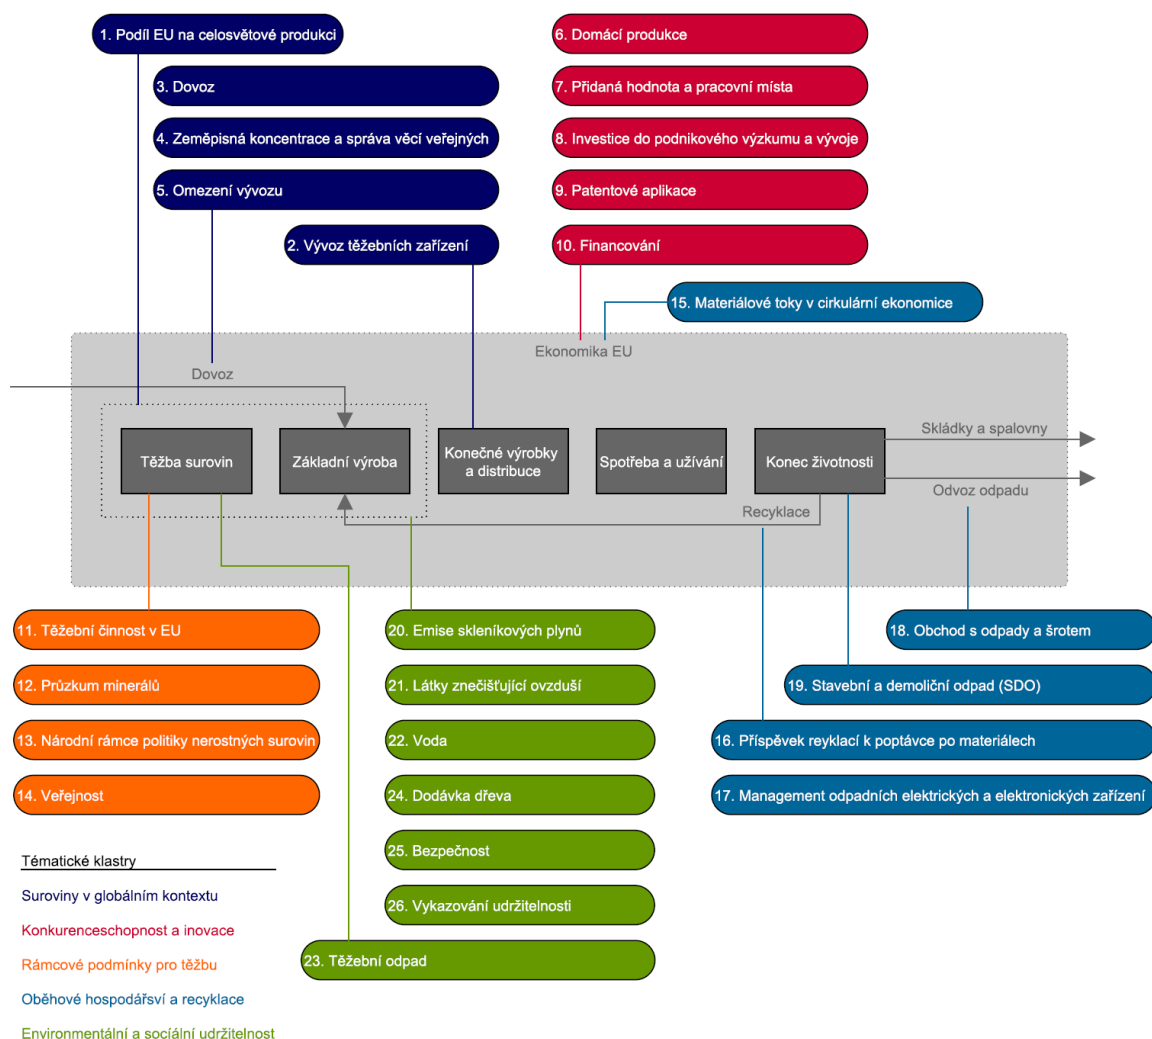 1. Podíl EU na celosvětové produkci
6. Domácí produkce
3. Dovoz
7. Přidaná hodnota a pracovní místa
4. Zeměpisná koncentrace a správa věcí veřejných
8. Investice do podnikového výzkumu a vývoje
5. Omezení vývozu
9. Patentové aplikace
2. Vývoz těžebních zařízení
10. Financování
15. Materiálové toky v cirkulární ekonomice
Ekonomika EU
Dovoz
Skládky a spalovny
Těžba surovin
Základní výroba
Konečné výrobky
a distribuce
Spotřeba a užívání
Konec životnosti
Odvoz odpadu
Recyklace
11. Těžební činnost v EU
20. Emise skleníkových plynů
18. Obchod s odpady a šrotem
12. Průzkum minerálů
21. Látky znečišťující ovzduší
19. Stavební a demoliční odpad (SDO)
13. Národní rámce politiky nerostných surovin
22. Voda
16. Příspěvek reyklací k poptávce po materiálech
14. Veřejnost
24. Dodávka dřeva
17. Management odpadních elektrických a elektronických zařízení
25. Bezpečnost
26. Vykazování udržitelnosti
23. Těžební odpad
Tématické klastry
Suroviny v globálním kontextu
Konkurenceschopnost a inovace
Rámcové podmínky pro těžbu
Oběhové hospodářsví a recyklace
Environmentální a sociální udržitelnost